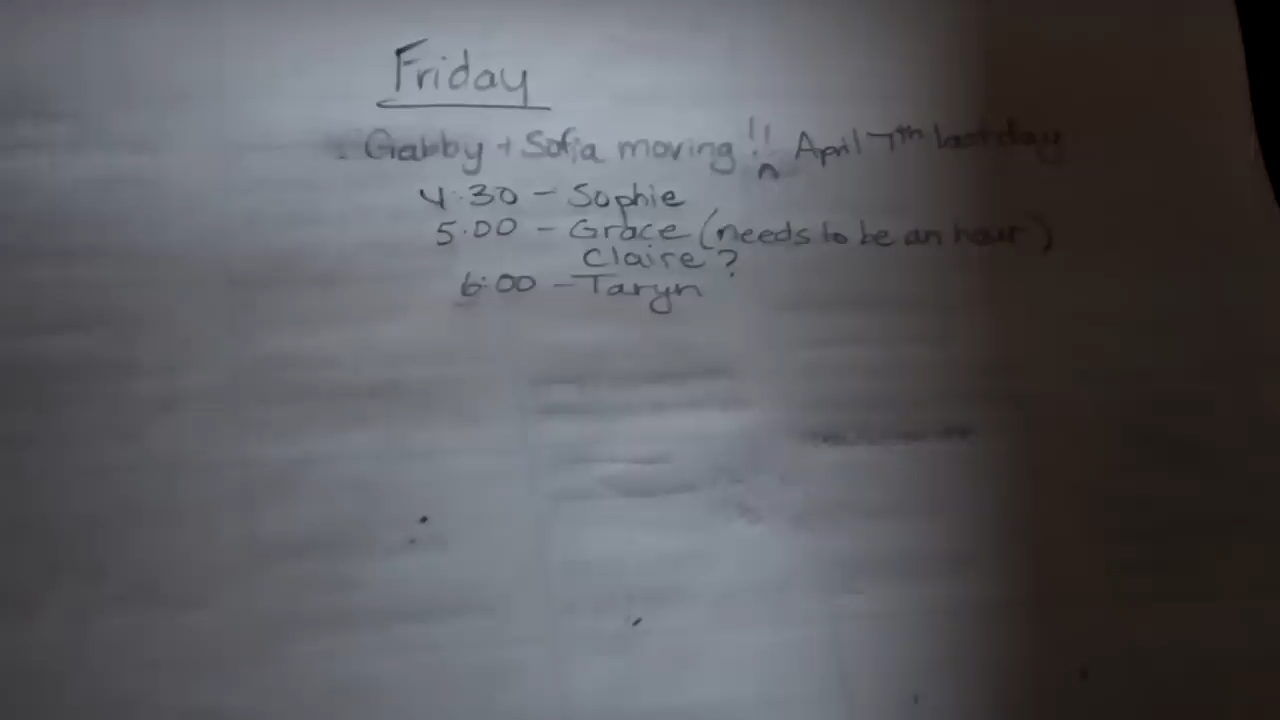 Friday
Gabby + Sofia moving!! April 7th last day
4:30 - Sophie
5:00 - Grace (needs to be an hour)
Claire?
6:00 - Taryn